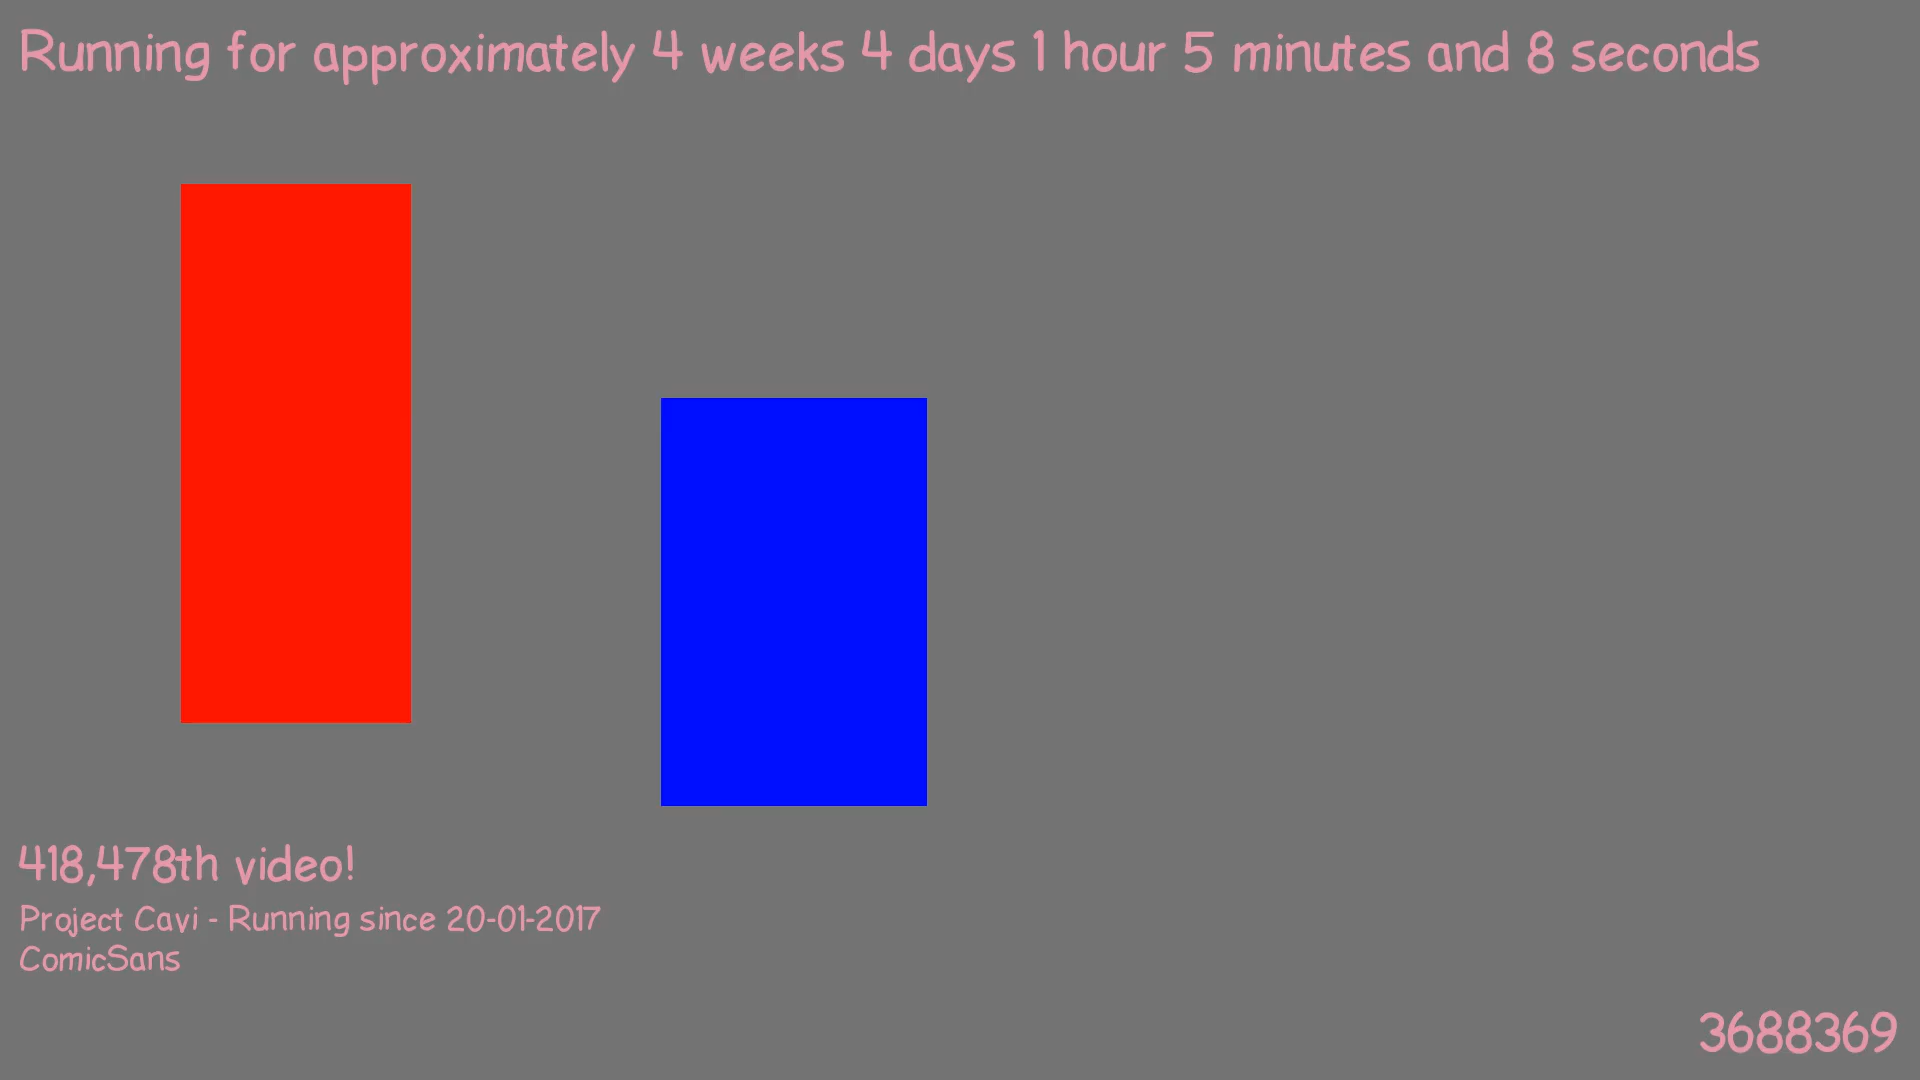 Running for approximately 4 weeks 4 days 1 hour 5 minutes and 8 seconds
418,478th video!
Project Cavi - Running since 20-01-2017
ComicSans
3688369